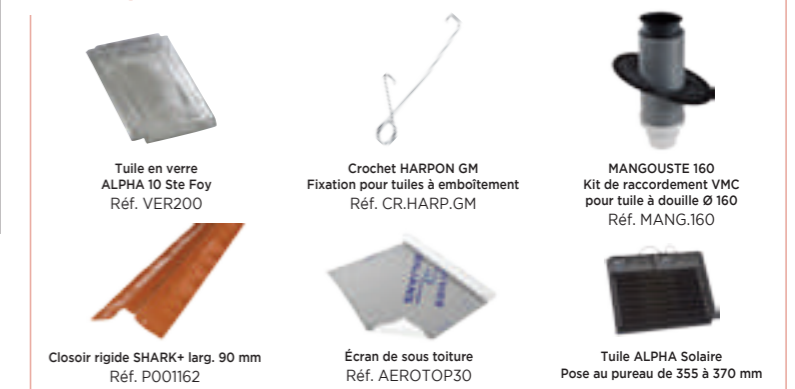 Tuile en verre
ALPHA 10 Ste Foy
Réf. VER200
Crochet HARPON GM
Fixation pour tuiles à emboîtement
Réf. CR.HARP.GM
MANGOUSTE 160
Kit de raccordement VMC
pour tuile à douille Ø 160
Réf. MANG.160
Closoir rigide SHARK+ larg. 90 mm
Réf. P001162
Écran de sous toiture
Réf. AEROTOP30
Tuile ALPHA Solaire
Pose au pureau de 355 à 370 mm